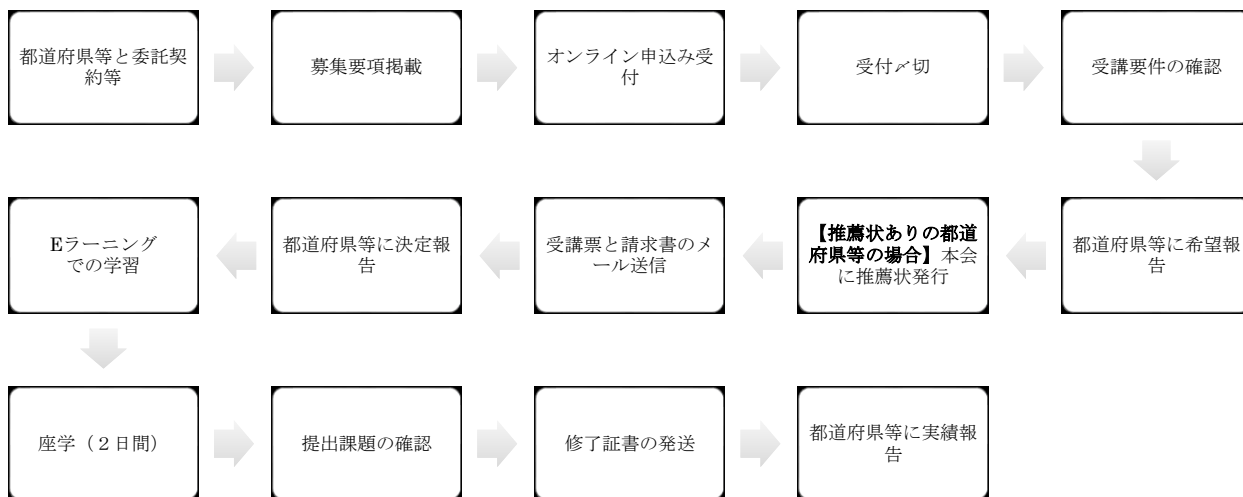 都道府県等と委託契
約等
募集要項掲載
オンライン申込み受
付
受付〆切
受講要件の確認
都道府県等に希望報
告
【推薦状ありの都道
府県等の場合】本会
に推薦状発行
受講票と請求書のメ
ール送信
都道府県等に決定報
告
Eラーニング
での学習
座学（２日間）
提出課題の確認
修了証書の発送
都道府県等に実績報
告